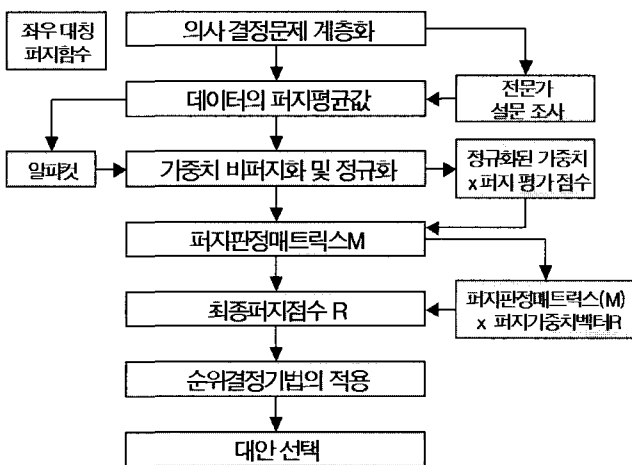 좌우 대칭
퍼지함수
의사 결정문제 계층화
데이터의 퍼지평균값
전문가
설문 조사
알파컷
가중치 비퍼지화 및 정규화
정규화된 가중치
x 퍼지 평가 점수
퍼지판정매트릭스M
최종퍼지점수 R
퍼지판정매트릭스(M)
x 퍼지가중치벡터R
순위결정기법의 적용
대안 선택